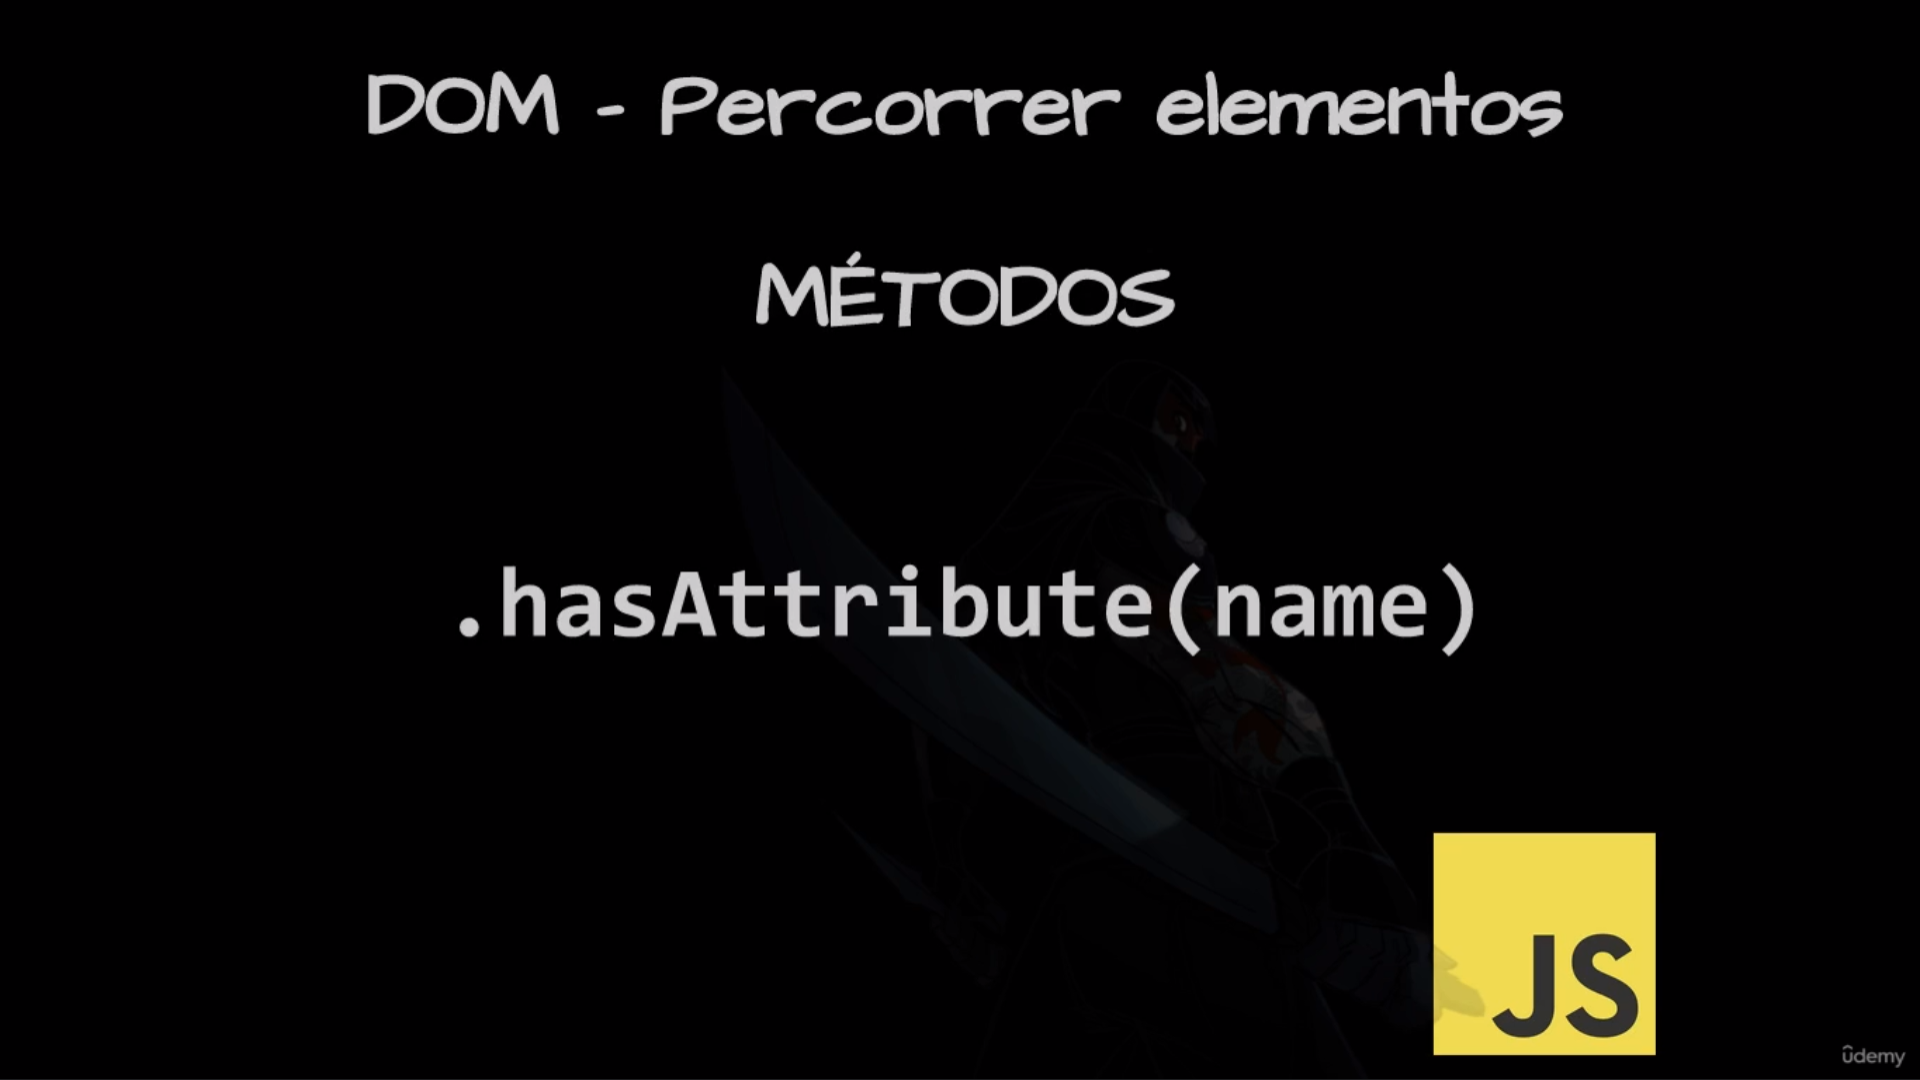 DOM - Percorrer elementos
MÉTODOS
.hasAttribute(name)
JS
ûdemy